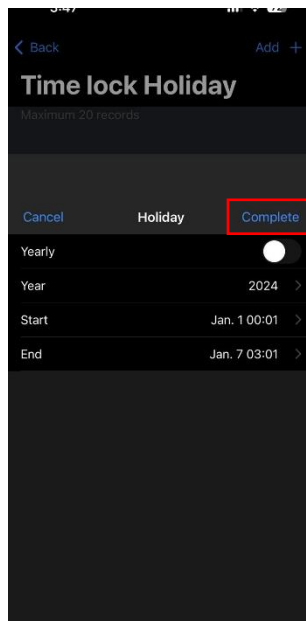 Back Add +
Time lock Holiday
Maximum 20 records
Cancel Holiday Complete
Yearly
Year 2024
Start Jan. 1 00:01
End Jan. 7 03:01